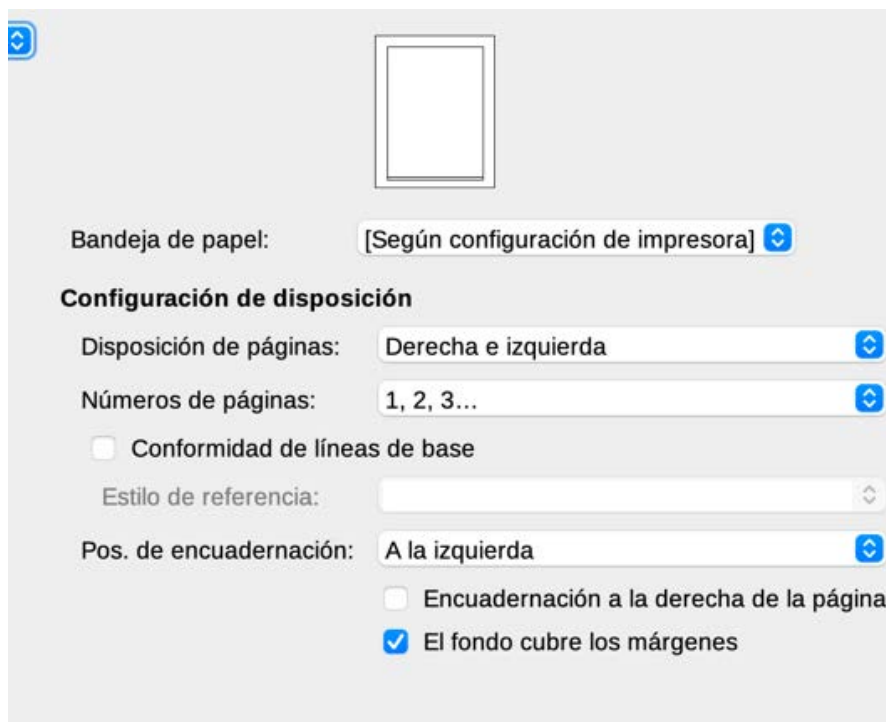 Bandeja de papel: [Según configuración de impresora]
Configuración de disposición
Disposición de páginas: Derecha e izquierda
Números de páginas: 1, 2, 3...
Conformidad de líneas de base
Estilo de referencia:
Pos. de encuadernación: A la izquierda
Encuadernación a la derecha de la página
El fondo cubre los márgenes